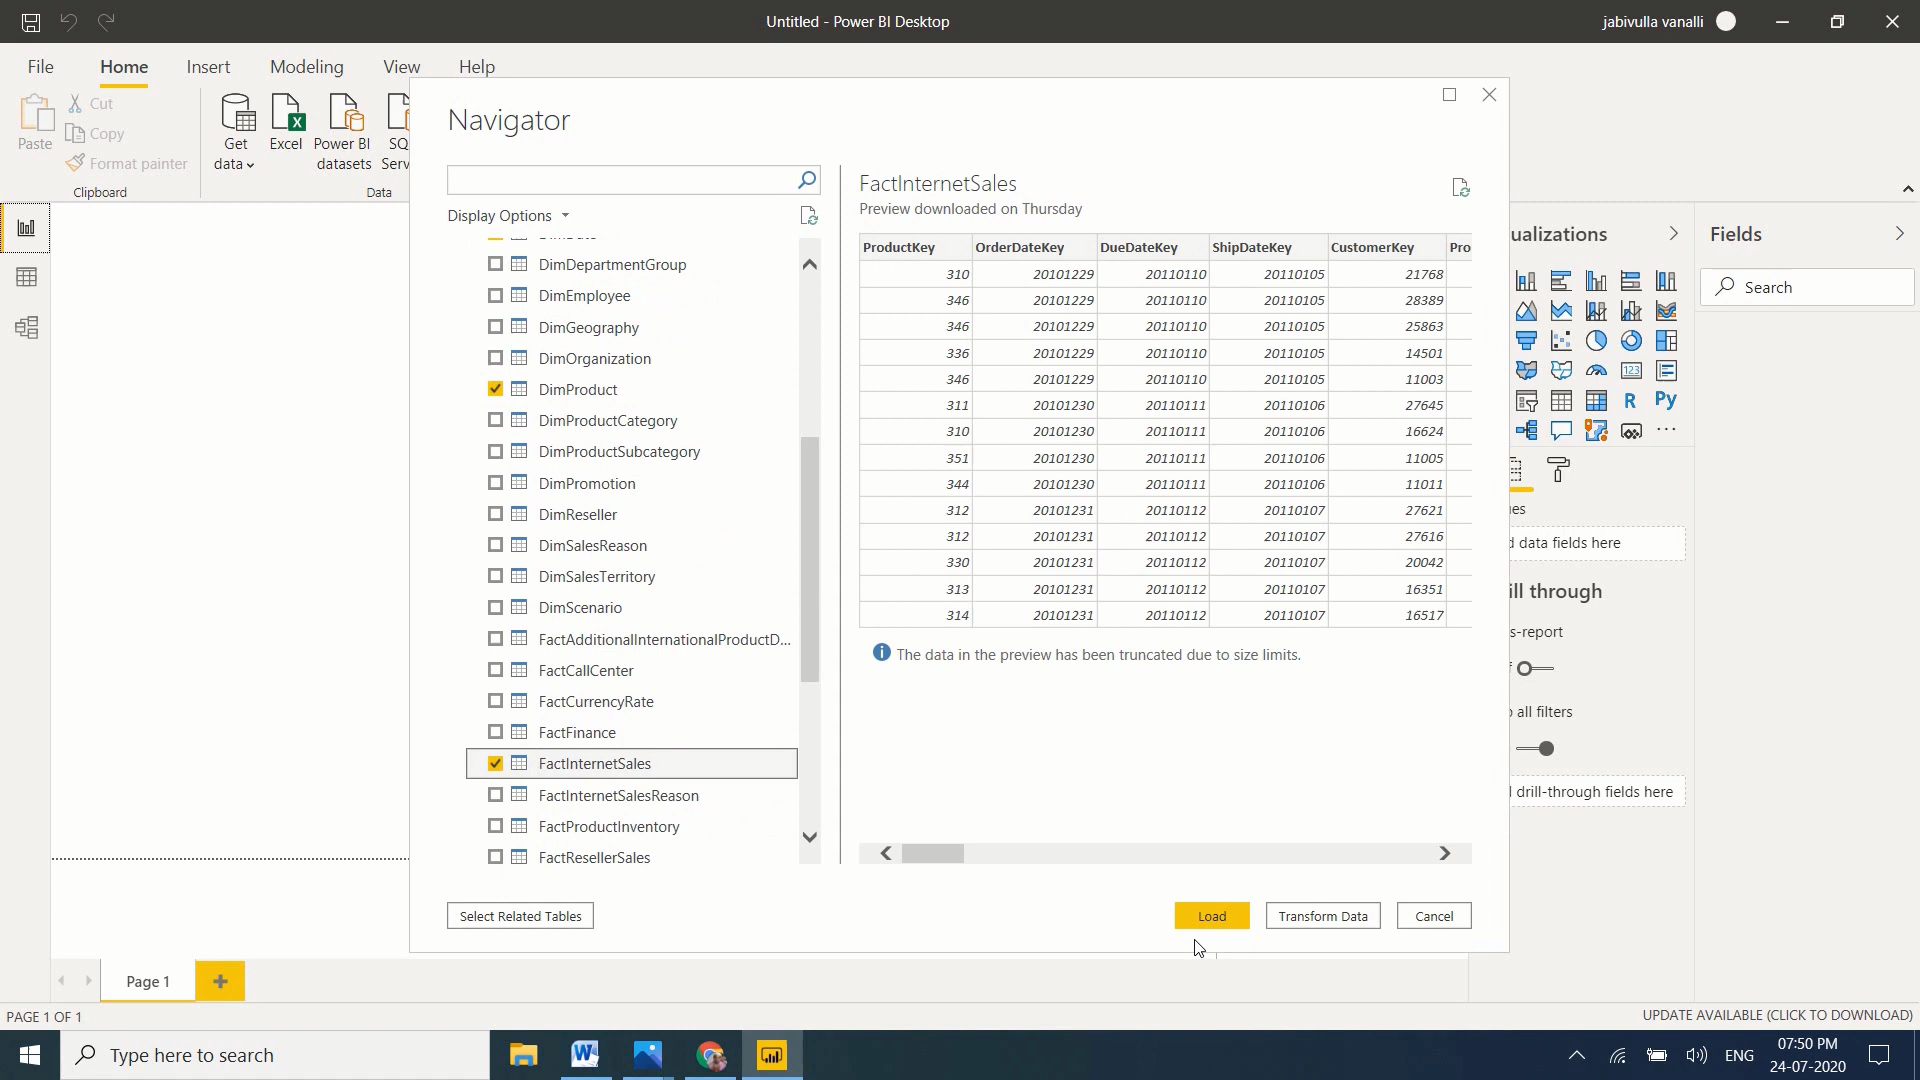 Untitled - Power BI Desktop
jabivulla vanalli
File
Home
Insert
Modeling
View
Help
Paste
Cut
Copy
Format painter
Clipboard
Get
data
Excel
Power BI
datasets
SQ
Serv
Data
Navigator
Display Options
DimDepartmentGroup
DimEmployee
DimGeography
DimOrganization
DimProduct
DimProductCategory
DimProductSubcategory
DimPromotion
DimReseller
DimSalesReason
DimSalesTerritory
DimScenario
FactAdditionalInternationalProductD...
FactCallCenter
FactCurrencyRate
FactFinance
FactInternetSales
FactInternetSalesReason
FactProductInventory
FactResellerSales
Select Related Tables
FactInternetSales
Preview downloaded on Thursday
ProductKey OrderDateKey DueDateKey ShipDateKey CustomerKey Pro
310 20101229 20110110 20110105 21768
346 20101229 20110110 20110105 28389
346 20101229 20110110 20110105 25863
336 20101229 20110110 20110105 14501
346 20101229 20110110 20110105 11003
311 20101230 20110111 20110106 27645
310 20101230 20110111 20110106 16624
351 20101230 20110111 20110106 11005
344 20101230 20110111 20110106 11011
312 20101231 20110112 20110107 27621
312 20101231 20110112 20110107 27616
330 20101231 20110112 20110107 20042
313 20101231 20110112 20110107 16351
314 20101231 20110112 20110107 16517
The data in the preview has been truncated due to size limits.
Load
Transform Data
Cancel
ualizations
123
R
Py
...
es
d data fields here
ill through
s-report
all filters
drill-through fields here
Fields
Search
Page 1
PAGE 1 OF 1
UPDATE AVAILABLE (CLICK TO DOWNLOAD)
Type here to search
ENG
07:50 PM
24-07-2020